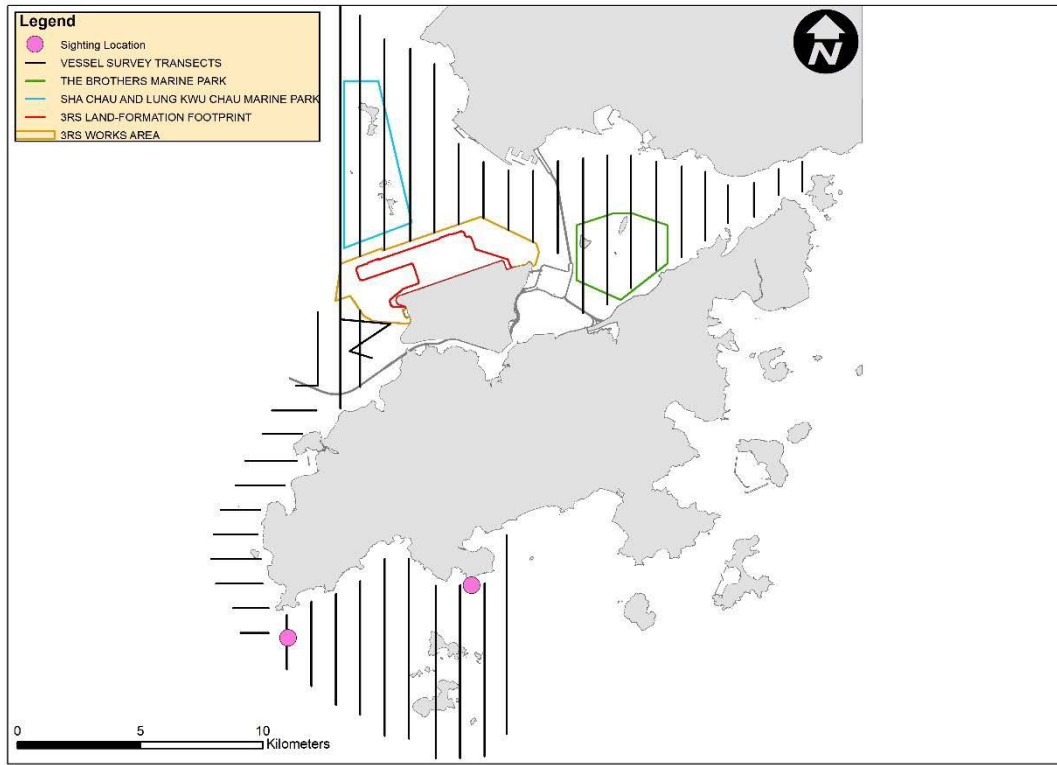 Legend
Sighting Location
VESSEL SURVEY TRANSECTS
THE BROTHERS MARINE PARK
SHA CHAU AND LUNG KWU CHAU MARINE PARK
3RS LAND-FORMATION FOOTPRINT
3RS WORKS AREA
N
0 5 10
Kilometers